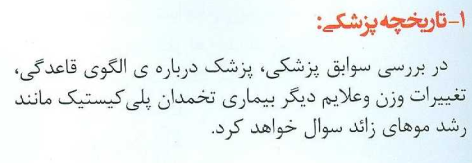 ۱-تاریخچه پزشکی:
در بررسی سوابق پزشکی، پزشک درباره ی الگوی قاعدگی،
تغییرات وزن وعلایم دیگر بیماری تخمدان پلی‌کیستیک مانند
رشد موهای زائد سوال خواهد کرد.